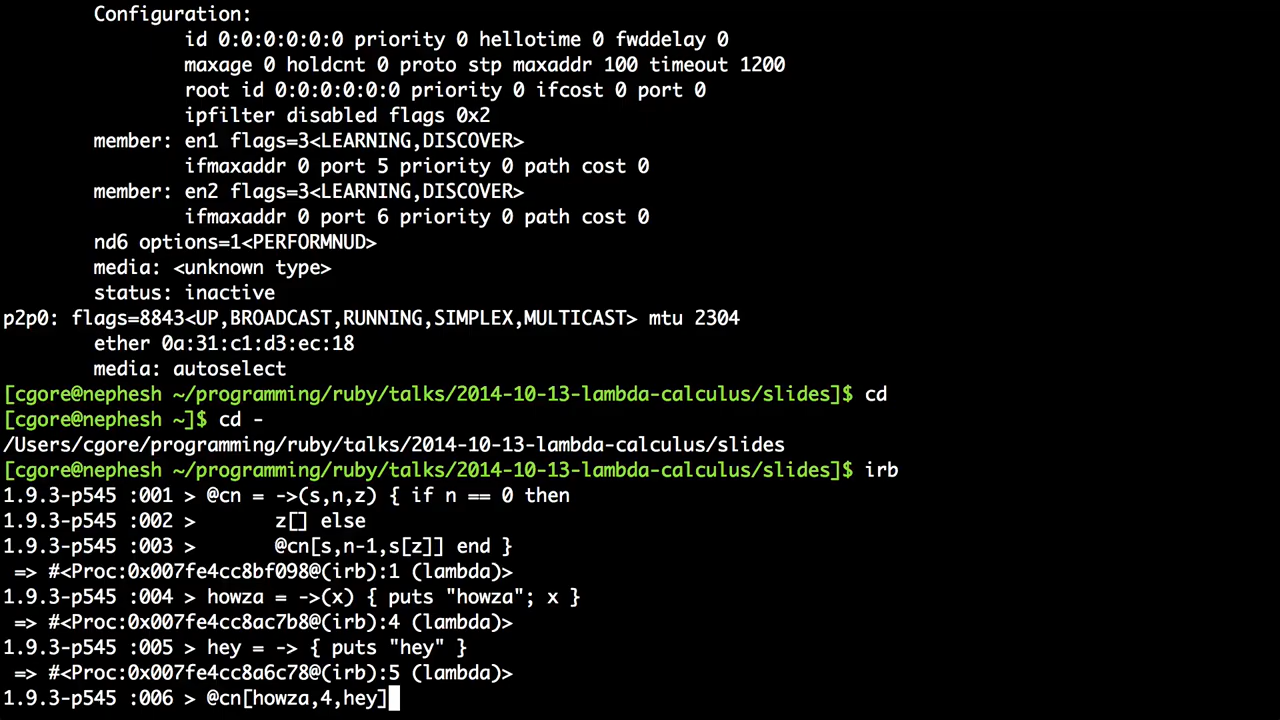 Configuration:
id 0:0:0:0:0:0 priority 0 hellotime 0 fwddelay 0
maxage 0 holdcnt 0 proto stp maxaddr 100 timeout 1200
root id 0:0:0:0:0:0 priority 0 ifcost 0 port 0
ipfilter disabled flags 0x2
member: en1 flags=3<LEARNING,DISCOVER>
ifmaxaddr 0 port 5 priority 0 path cost 0
member: en2 flags=3<LEARNING,DISCOVER>
ifmaxaddr 0 port 6 priority 0 path cost 0
nd6 options=1<PERFORMNUD>
media: <unknown type>
status: inactive
p2p0: flags=8843<UP,BROADCAST,RUNNING,SIMPLEX,MULTICAST> mtu 2304
ether 0a:31:c1:d3:ec:18
media: autoselect
[cgore@nephesh ~/programming/ruby/talks/2014-10-13-lambda-calculus/slides]$ cd
[cgore@nephesh ~]$ cd -
/Users/cgore/programming/ruby/talks/2014-10-13-lambda-calculus/slides
[cgore@nephesh ~/programming/ruby/talks/2014-10-13-lambda-calculus/slides]$ irb
1.9.3-p545 :001 > @cn = ->(s,n,z) { if n == 0 then
1.9.3-p545 :002 > z[] else
1.9.3-p545 :003 > @cn[s,n-1,s[z]] end }
=> #<Proc:0x007fe4cc8bf098@(irb):1 (lambda)>
1.9.3-p545 :004 > howza = ->(x) { puts "howza"; x }
=> #<Proc:0x007fe4cc8ac7b8@(irb):4 (lambda)>
1.9.3-p545 :005 > hey = -> { puts "hey" }
=> #<Proc:0x007fe4cc8a6c78@(irb):5 (lambda)>
1.9.3-p545 :006 > @cn[howza,4,hey]